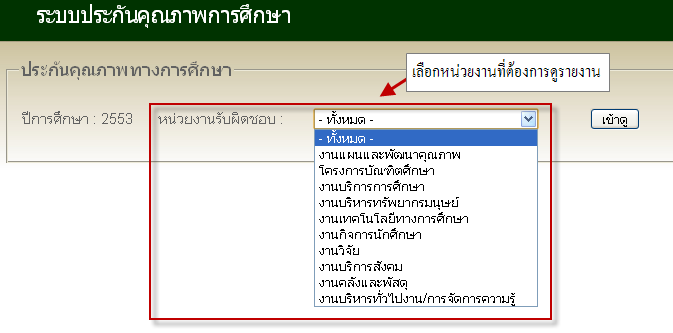 ระบบประกันคุณภาพการศึกษา
ประกันคุณภาพทางการศึกษา
เลือกหน่วยงานที่ต้องการดูรายงาน
ปีการศึกษา : 2553 หน่วยงานรับผิดชอบ : - ทั้งหมด - เข้าดู
- ทั้งหมด -
งานแผนและพัฒนาคุณภาพ
โครงการบัณฑิตศึกษา
งานบริการการศึกษา
งานบริหารทรัพยากรมนุษย์
งานเทคโนโลยีทางการศึกษา
งานกิจการนักศึกษา
งานวิจัย
งานบริการสังคม
งานคลังและพัสดุ
งานบริหารทั่วไปงาน/การจัดการความรู้